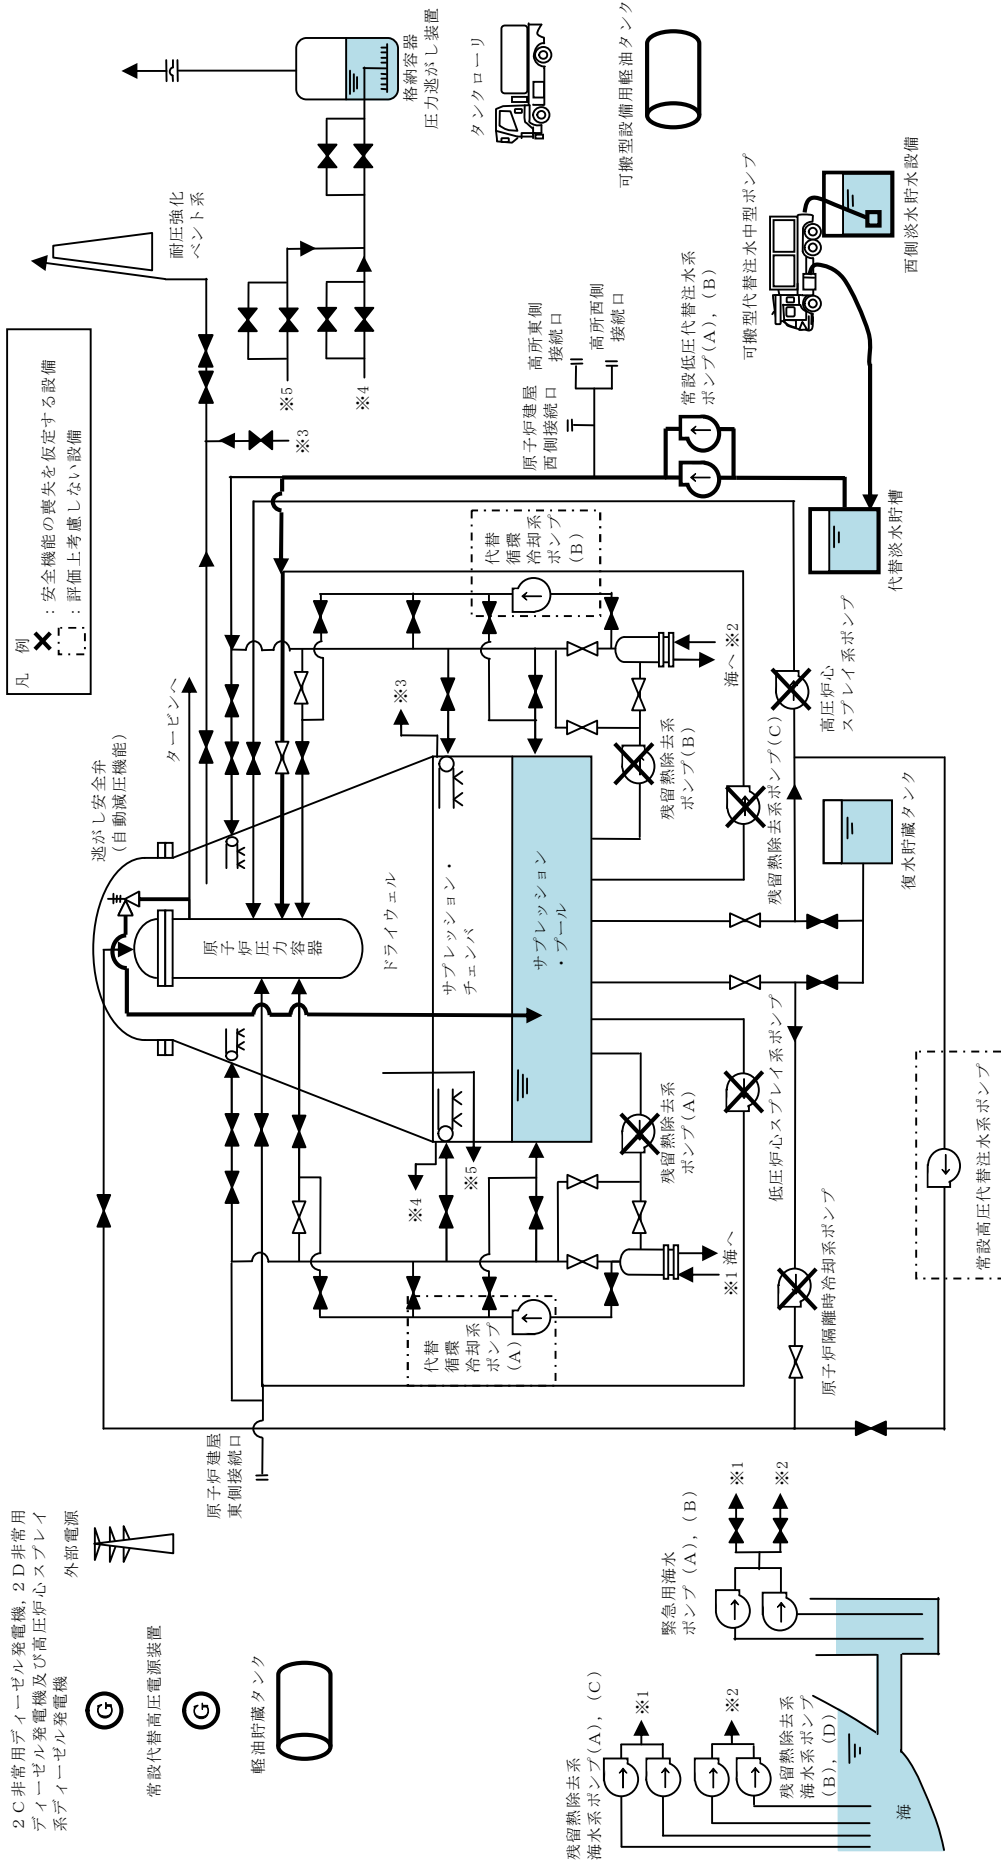 凡　例
：安全機能の喪失を仮定する設備
：評価上考慮しない設備
2C非常用ディーゼル発電機，2D非常用
ディーゼル発電機及び高圧炉心スプレイ
系ディーゼル発電機
外部電源
G
常設代替高圧電源装置
G
軽油貯蔵タンク
原子炉建屋
東側接続口
逃がし安全弁
（自動減圧機能）
タービンへ
耐圧強化
ベント系
格納容器
圧力逃がし装置
タンクローリ
可搬型設備用軽油タンク
※5
※4
※3
原子炉圧力容器
ドライウェル
サプレッション・
チェンバ
サプレッション
・プール
※4
※5
※3
代替
循環
冷却系
ポンプ
(A)
代替
循環
冷却系
ポンプ
(B)
※1
海へ
海へ
※2
残留熱除去系
ポンプ(A)
残留熱除去系
ポンプ(B)
残留熱除去系ポンプ(C)
低圧炉心スプレイ系ポンプ
原子炉隔離時冷却系ポンプ
高圧炉心
スプレイ系ポンプ
復水貯蔵タンク
常設高圧代替注水系ポンプ
原子炉建屋
西側接続口
高所東側
接続口
高所西側
接続口
常設低圧代替注水系
ポンプ(A)，(B)
可搬型代替注水中型ポンプ
西側淡水貯水設備
代替淡水貯槽
残留熱除去系
海水系ポンプ(A)，(C)
※1
※2
残留熱除去系
海水系ポンプ
(B)，(D)
海
緊急用海水
ポンプ(A)，(B)
※1
※2